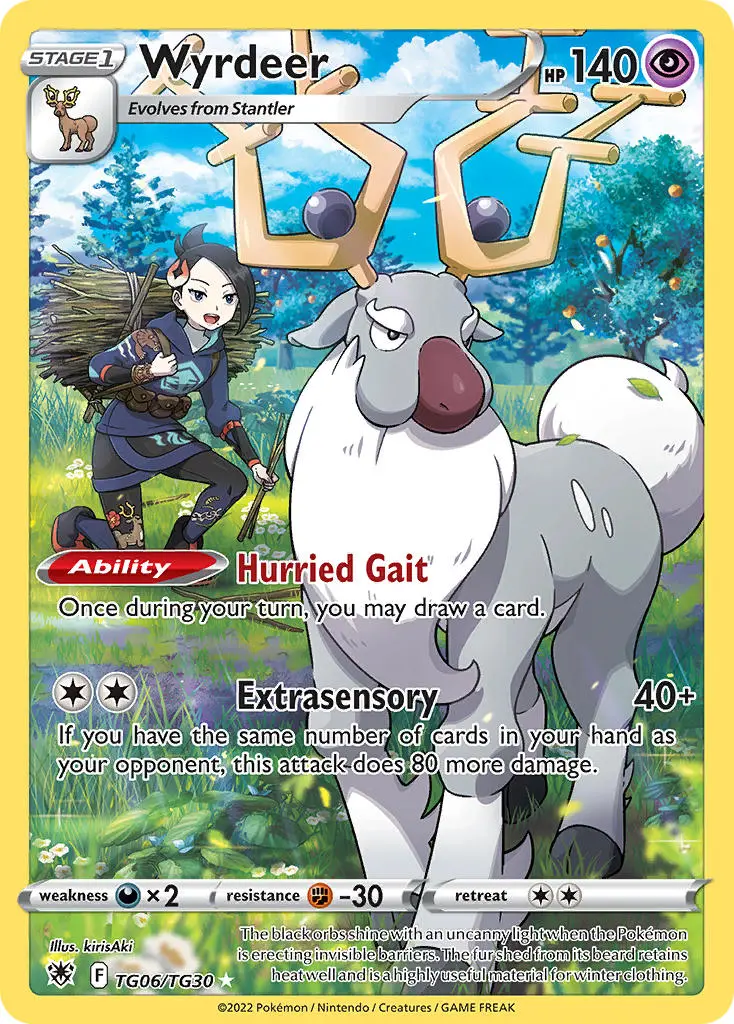 STAGE 1
Wyrdeer
HP 140
Evolves from Stantler
Ability Hurried Gait
Once during your turn, you may draw a card.
Extrasensory 40+
If you have the same number of cards in your hand as
your opponent, this attack does 80 more damage.
weakness ×2 resistance -30 retreat
Illus. kirisAki
The black orbs shine with an uncanny light when the Pokémon
is erecting invisible barriers. The fur shed from its beard retains
heat well and is a highly useful material for winter clothing.
F TG06/TG30
©2022 Pokémon / Nintendo / Creatures / GAME FREAK